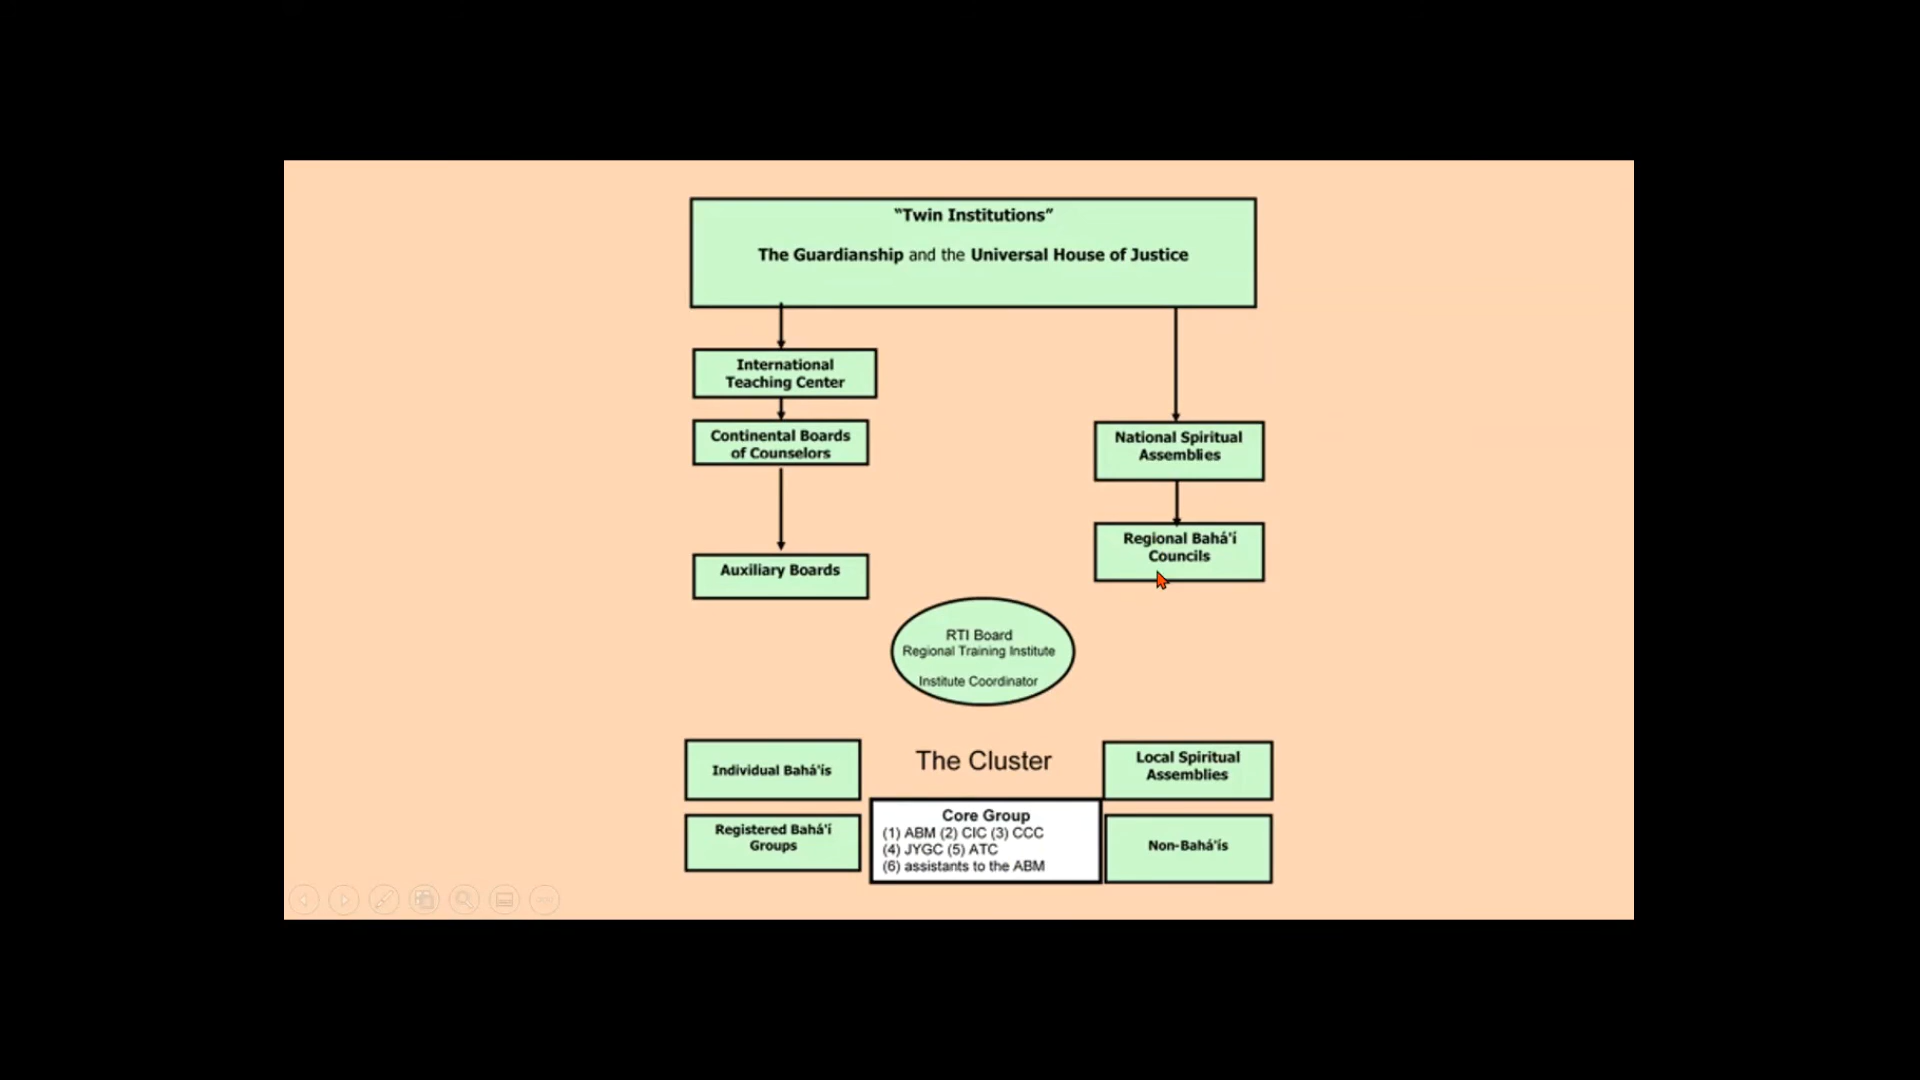 “Twin Institutions”
The Guardianship and the Universal House of Justice
International
Teaching Center
Continental Boards
of Counselors
National Spiritual
Assemblies
Regional Bahá'í
Councils
Auxiliary Boards
RTI Board
Regional Training Institute
Institute Coordinator
The Cluster
Individual Bahá'ís
Local Spiritual
Assemblies
Registered Bahá'í
Groups
Core Group
(1) ABM (2) CIC (3) CCC
(4) JYGC (5) ATC
(6) assistants to the ABM
Non-Bahá'ís